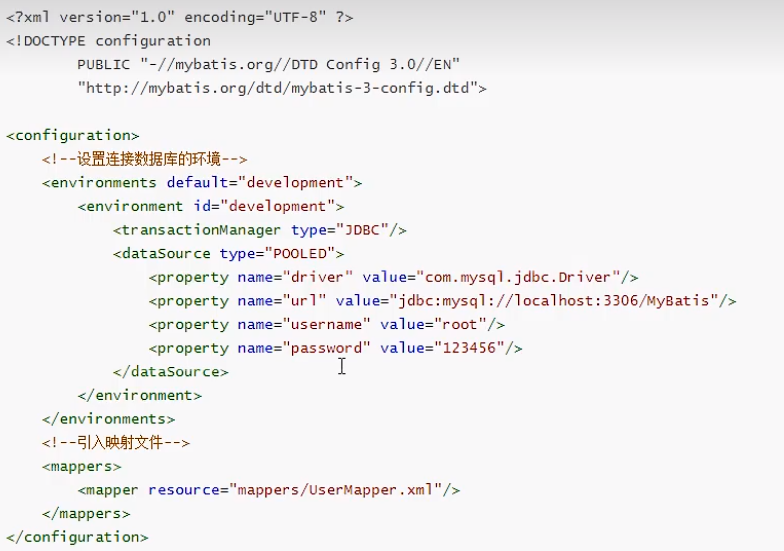 <?xml version="1.0" encoding="UTF-8" ?>
<!DOCTYPE configuration
        PUBLIC "-//mybatis.org//DTD Config 3.0//EN"
        "http://mybatis.org/dtd/mybatis-3-config.dtd">

<configuration>
    <!--设置连接数据库的环境-->
    <environments default="development">
        <environment id="development">
            <transactionManager type="JDBC"/>
            <dataSource type="POOLED">
                <property name="driver" value="com.mysql.jdbc.Driver"/>
                <property name="url" value="jdbc:mysql://localhost:3306/MyBatis"/>
                <property name="username" value="root"/>
                <property name="password" value="123456"/>
            </dataSource>
        </environment>
    </environments>
    <!--引入映射文件-->
    <mappers>
        <mapper resource="mappers/UserMapper.xml"/>
    </mappers>
</configuration>